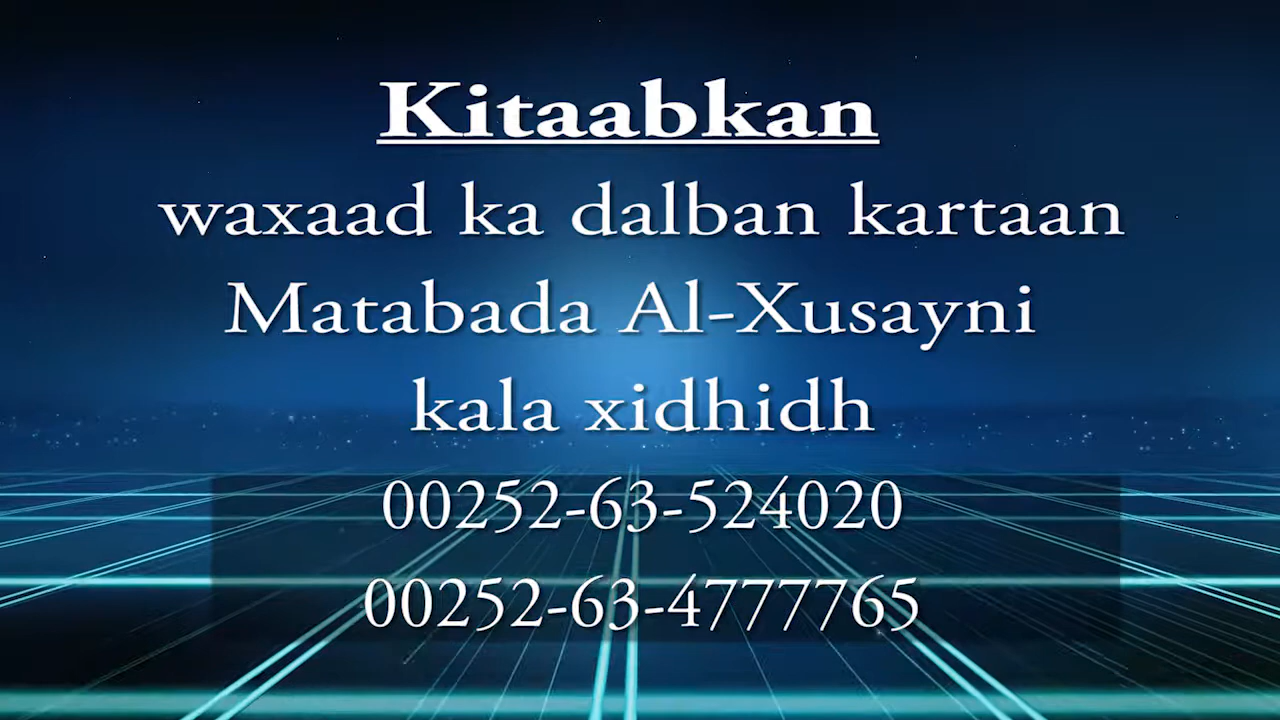 Kitaabkan
waxaad ka dalban kartaan
Matabada Al-Xusayni
kala xidhidh
00252-63-524020
00252-63-4777765